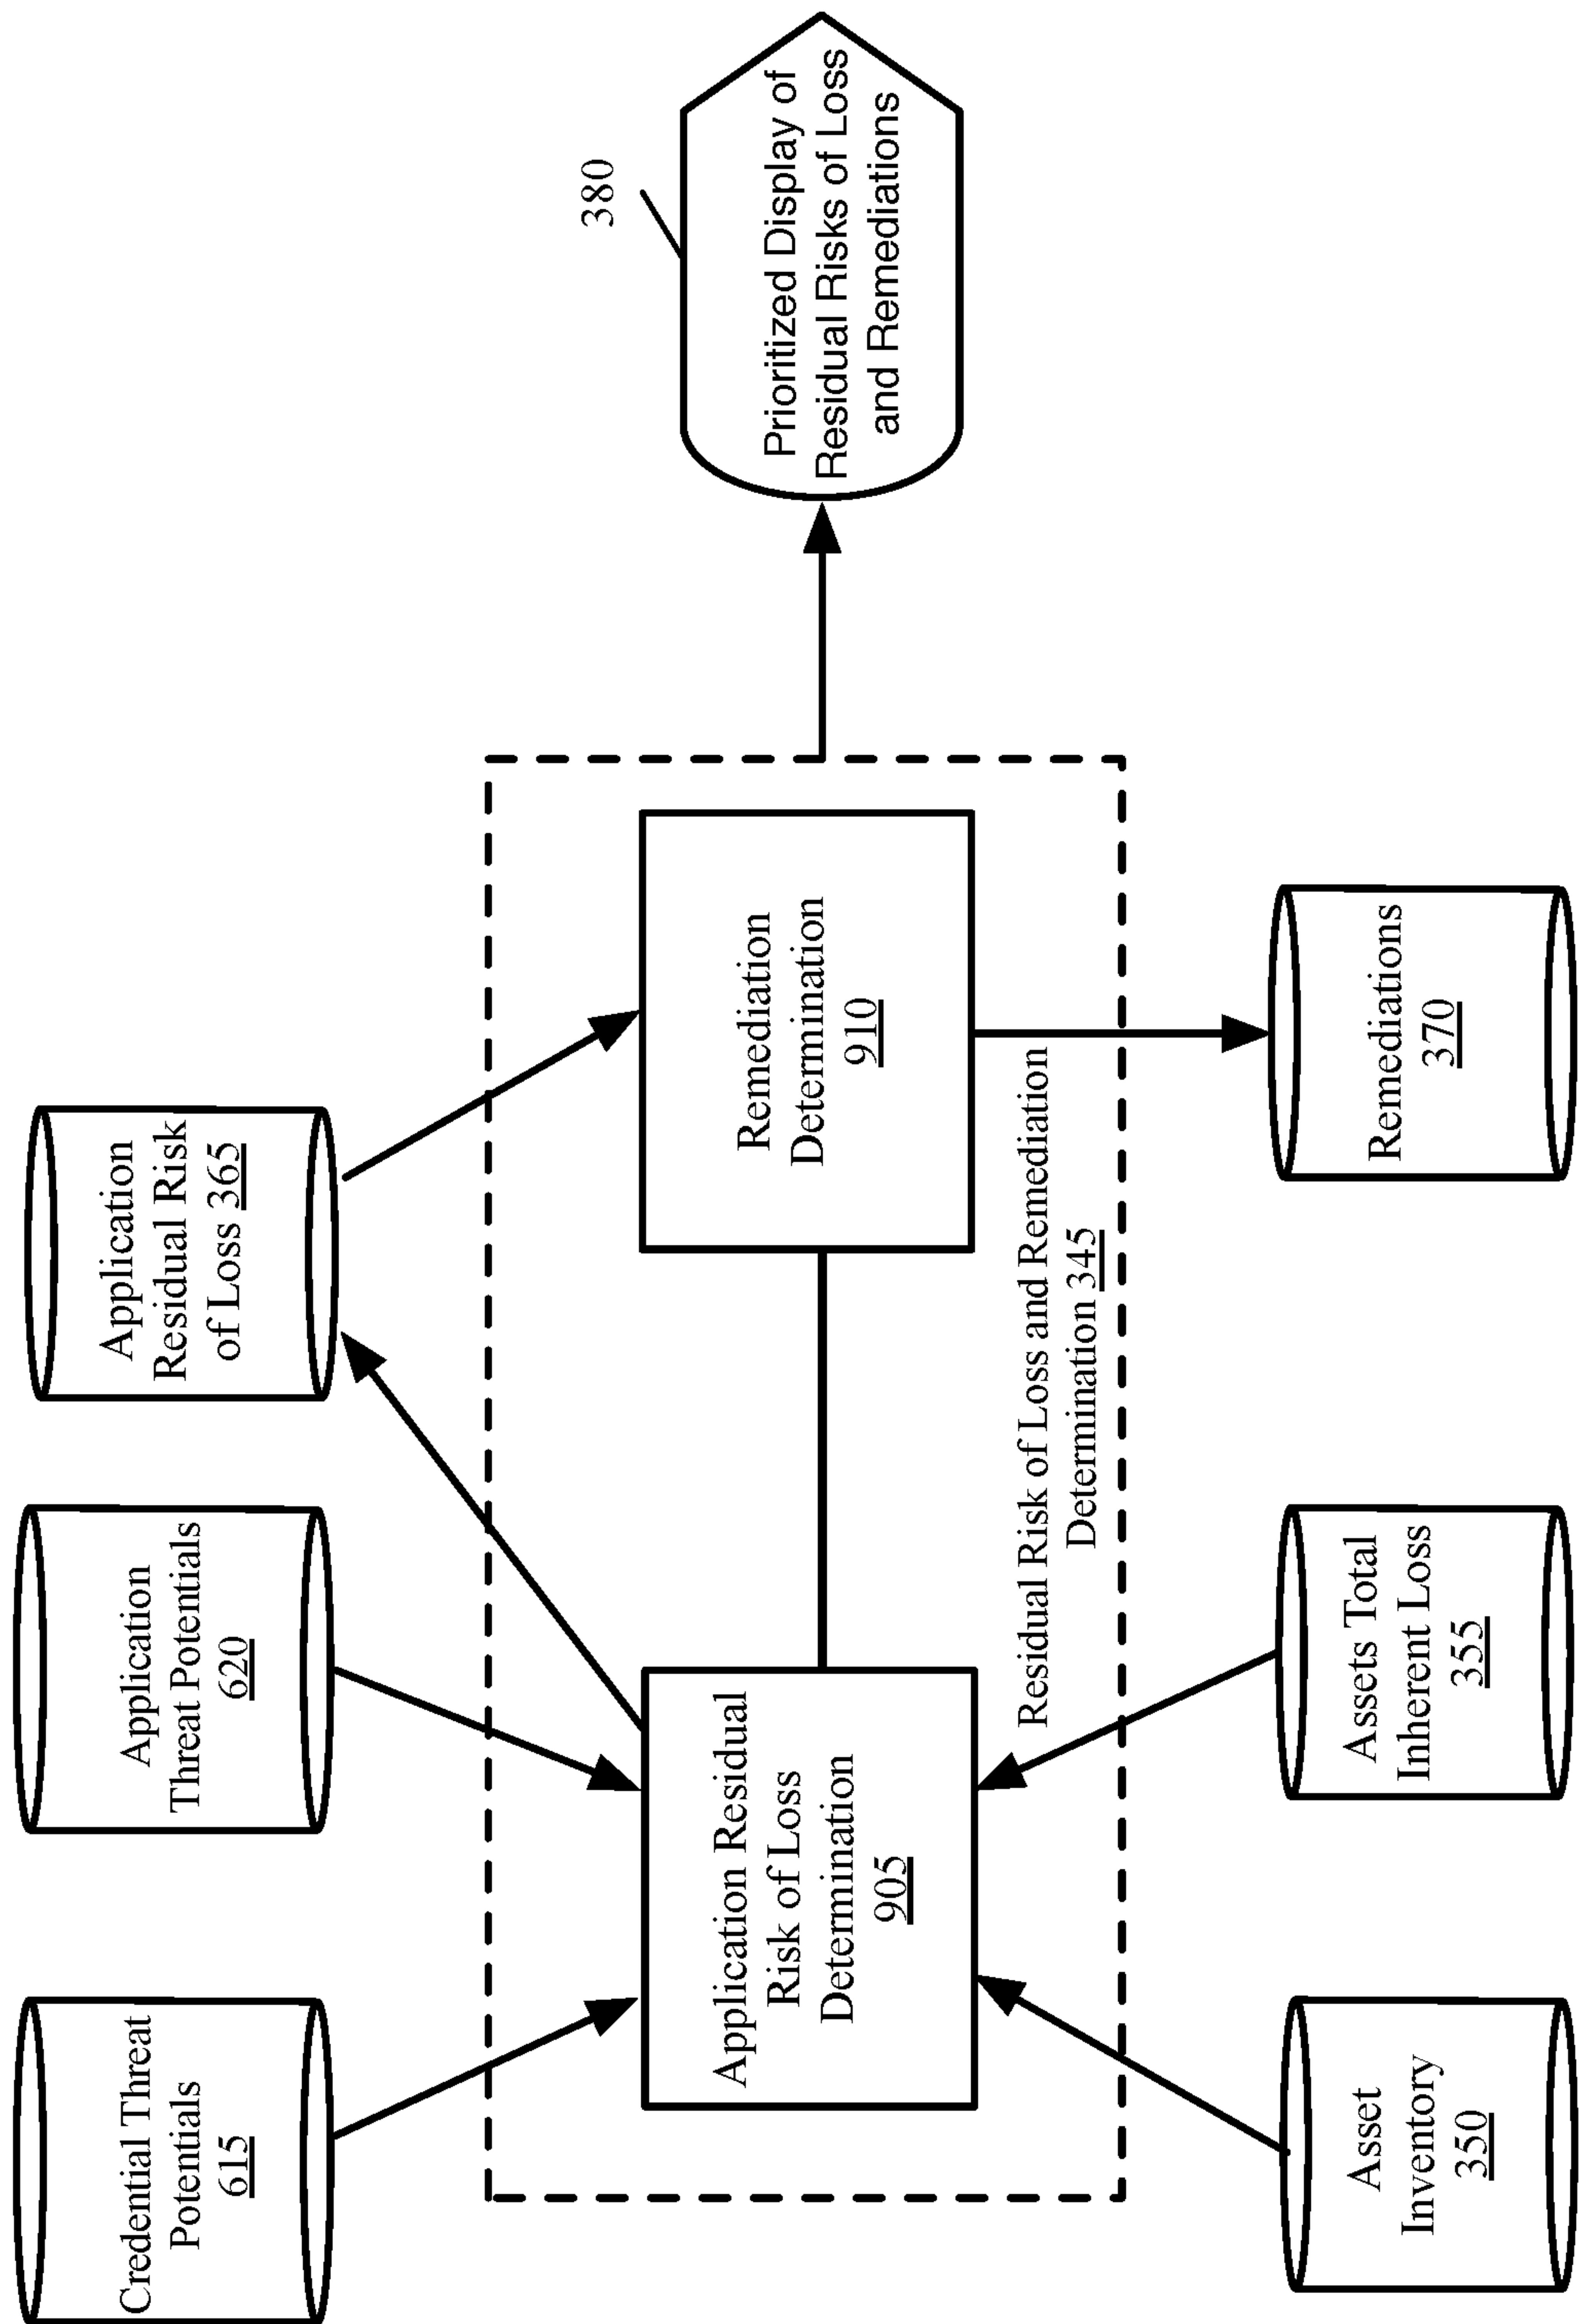 Credential Threat
Potentials
615
Application
Threat Potentials
620
Application
Residual Risk
of Loss 365
380
Prioritized Display of
Residual Risks of Loss
and Remediations
Application Residual
Risk of Loss
Determination
905
Remediation
Determination
910
Residual Risk of Loss and Remediation
Determination 345
Asset
Inventory
350
Assets Total
Inherent Loss
355
Remediations
370